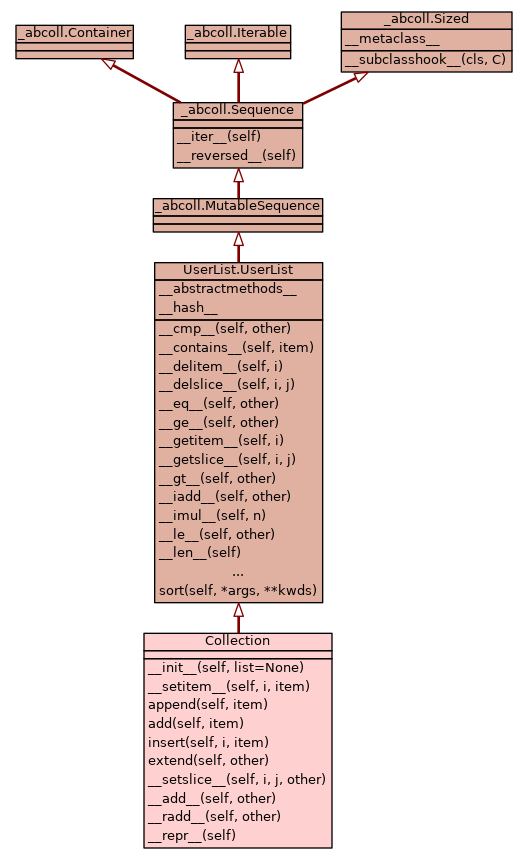 _abcoll.Container
_abcoll.Iterable
_abcoll.Sized
__metaclass__
__subclasshook__(cls, C)
_abcoll.Sequence
__iter__(self)
__reversed__(self)
_abcoll.MutableSequence
UserList.UserList
__abstractmethods__
__hash__
__cmp__(self, other)
__contains__(self, item)
__delitem__(self, i)
__delslice__(self, i, j)
__eq__(self, other)
__ge__(self, other)
__getitem__(self, i)
__getslice__(self, i, j)
__gt__(self, other)
__iadd__(self, other)
__imul__(self, n)
__le__(self, other)
__len__(self)
...
sort(self, *args, **kwds)
Collection
__init__(self, list=None)
__setitem__(self, i, item)
append(self, item)
add(self, item)
insert(self, i, item)
extend(self, other)
__setslice__(self, i, j, other)
__add__(self, other)
__radd__(self, other)
__repr__(self)